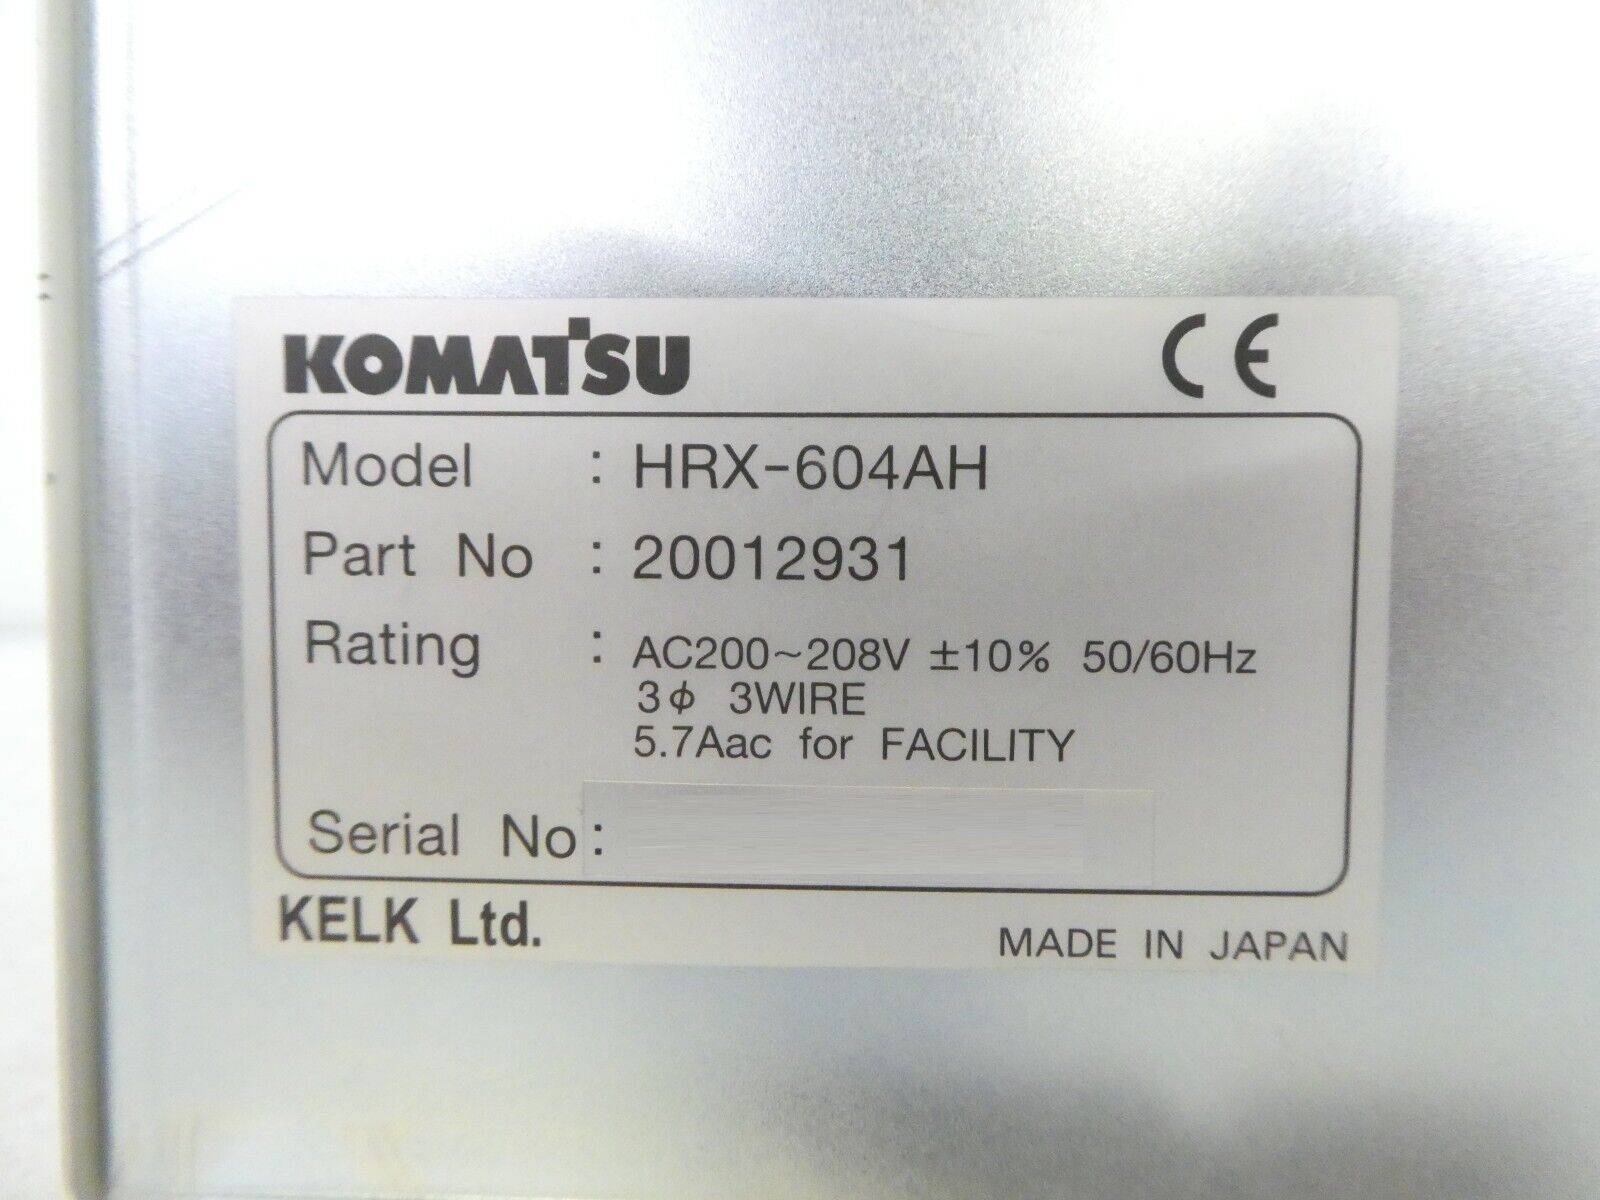 KOMATSU CE
Model : HRX-604AH
Part No : 20012931
Rating : AC200~208V ±10% 50/60Hz
3ϕ 3WIRE
5.7Aac for FACILITY
Serial No:
KELK Ltd.
MADE IN JAPAN